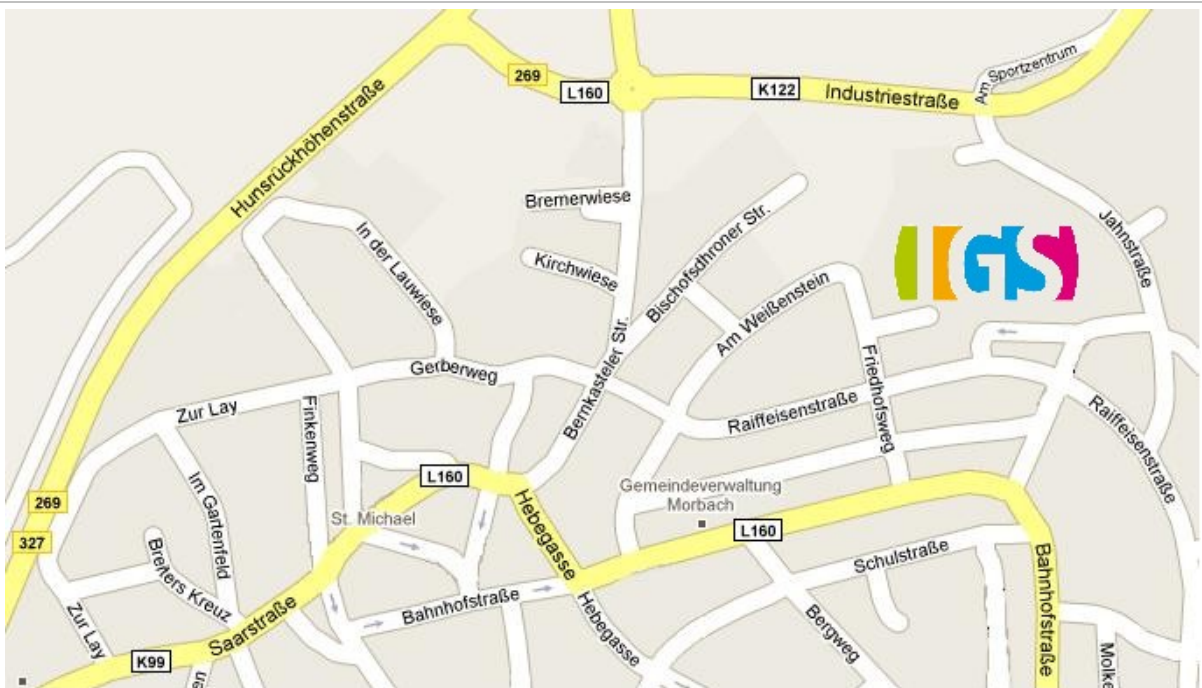 Am Sportzentrum
269
L160
K122
Industriestraße
Hunsrückhöhenstraße
Bremerwiese
Bischofsdhroner Str.
Jahnstraße
In der Lauwiese
Kirchwiese
IGS
Am Weißenstein
Bernkasteler Str.
Gerberweg
Friedhofsweg
Zur Lay
Finkenweg
Raiffeisenstraße
Raiffeisenstraße
L160
Im Gartenfeld
Hebegasse
Gemeindeverwaltung
Morbach
269
St. Michael
L160
327
Breiters Kreuz
Schulstraße
Bahnhofstraße
Zur Lay
Saarstraße
Bahnhofstraße
Hebegasse
Bergweg
K99
Molke